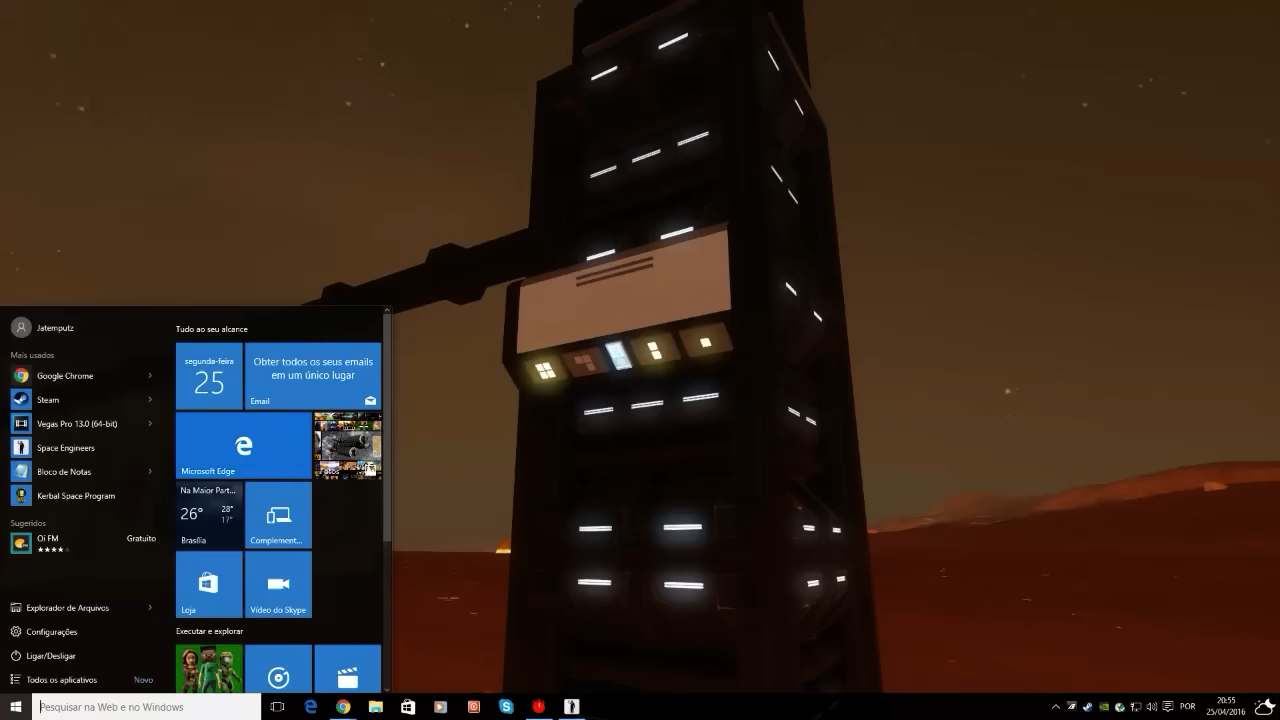 Jatemputz
Mais usados
Google Chrome
Steam
Vegas Pro 13.0 (64-bit)
Space Engineers
Bloco de Notas
Kerbal Space Program
Sugeridos
Oi FM
Gratuito
Explorador de Arquivos
Configurações
Ligar/Desligar
Todos os aplicativos
Novo
Tudo ao seu alcance
segunda-feira
25
Obter todos os seus emails
em um único lugar
Email
Microsoft Edge
Na Maior Part...
26°
28°
17°
Brasília
Complement...
Loja
Vídeo do Skype
Executar e explorar
Pesquisar na Web e no Windows
POR
20:55
25/04/2016